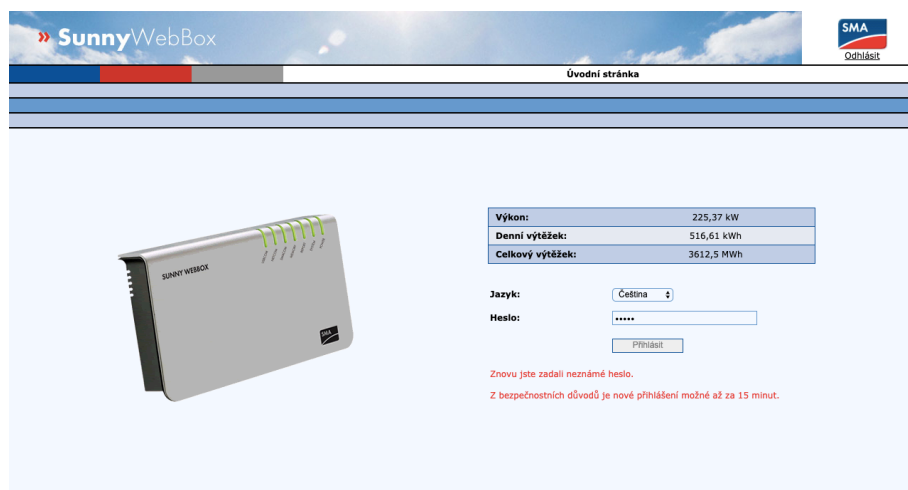 » SunnyWebBox
SMA
Odhlásit
Úvodní stránka
SUNNY WEBBOX
SMA
Výkon: 225,37 kW
Denní výtěžek: 516,61 kWh
Celkový výtěžek: 3612,5 MWh
Jazyk: Čeština
Heslo: •••••
Přihlásit
Znovu jste zadali neznámé heslo.
Z bezpečnostních důvodů je nové přihlášení možné až za 15 minut.